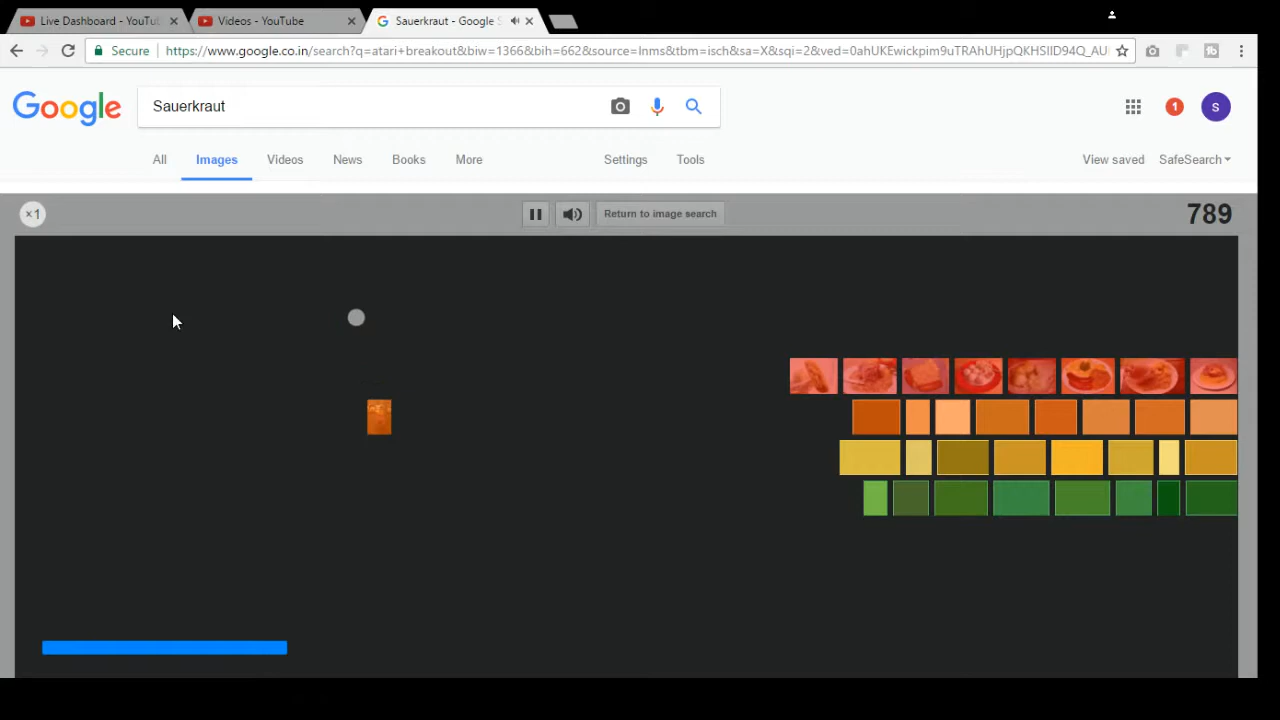 Live Dashboard - YouTu
Videos - YouTube
Sauerkraut - Google S
Secure
https://www.google.co.in/search?q=atari+breakout&biw=1366&bih=662&source=lnms&tbm=isch&sa=X&sqi=2&ved=0ahUKEwickpim9uTRAhUHjpQKHSIID94Q_AU
Google
Sauerkraut
1
S
All
Images
Videos
News
Books
More
Settings
Tools
View saved
SafeSearch
×1
Return to image search
789